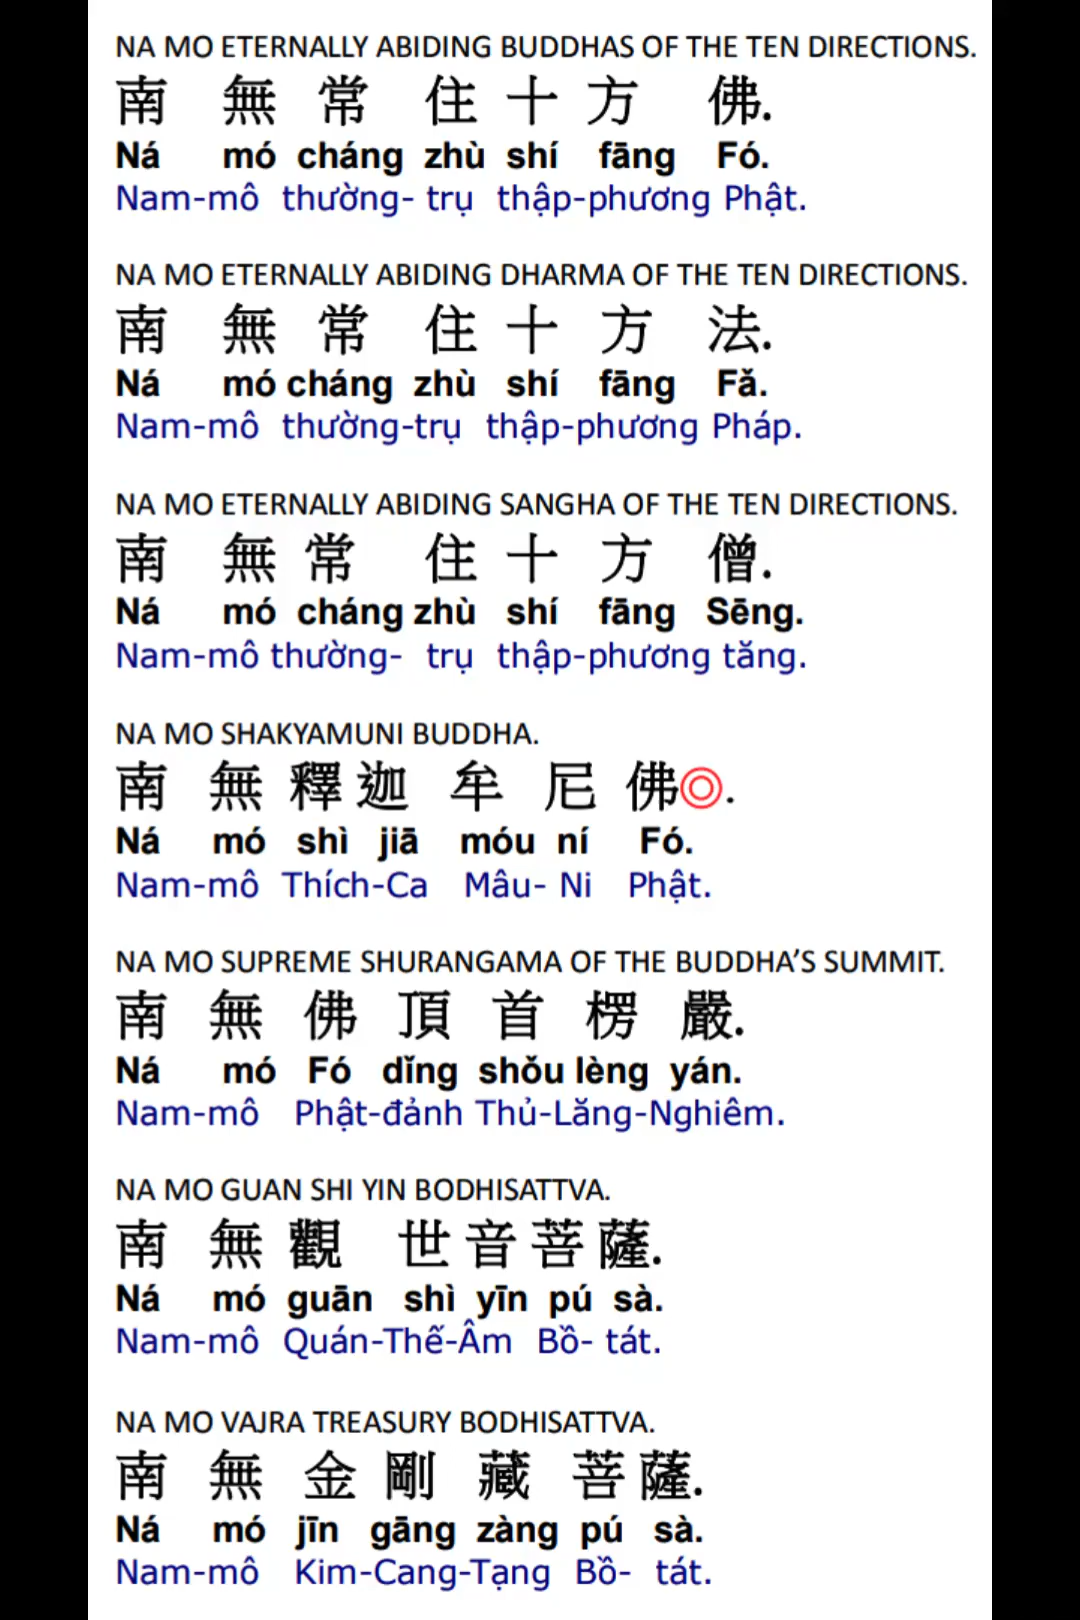 NA MO ETERNALLY ABIDING BUDDHAS OF THE TEN DIRECTIONS.
南 無 常 住 十 方 佛.
Ná mó cháng zhù shí fāng Fó.
Nam-mô thường- trụ thập-phương Phật.
NA MO ETERNALLY ABIDING DHARMA OF THE TEN DIRECTIONS.
南 無 常 住 十 方 法.
Ná mó cháng zhù shí fāng Fǎ.
Nam-mô thường-trụ thập-phương Pháp.
NA MO ETERNALLY ABIDING SANGHA OF THE TEN DIRECTIONS.
南 無 常 住 十 方 僧.
Ná mó cháng zhù shí fāng Sēng.
Nam-mô thường- trụ thập-phương tăng.
NA MO SHAKYAMUNI BUDDHA.
南 無 釋 迦 牟 尼 佛◎.
Ná mó shì jiā móu ní Fó.
Nam-mô Thích-Ca Mâu- Ni Phật.
NA MO SUPREME SHURANGAMA OF THE BUDDHA’S SUMMIT.
南 無 佛 頂 首 楞 嚴.
Ná mó Fó dǐng shǒu lèng yán.
Nam-mô Phật-đảnh Thủ-Lăng-Nghiêm.
NA MO GUAN SHI YIN BODHISATTVA.
南 無 觀 世 音 菩 薩.
Ná mó guān shì yīn pú sà.
Nam-mô Quán-Thế-Âm Bồ- tát.
NA MO VAJRA TREASURY BODHISATTVA.
南 無 金 剛 藏 菩 薩.
Ná mó jīn gāng zàng pú sà.
Nam-mô Kim-Cang-Tạng Bồ- tát.